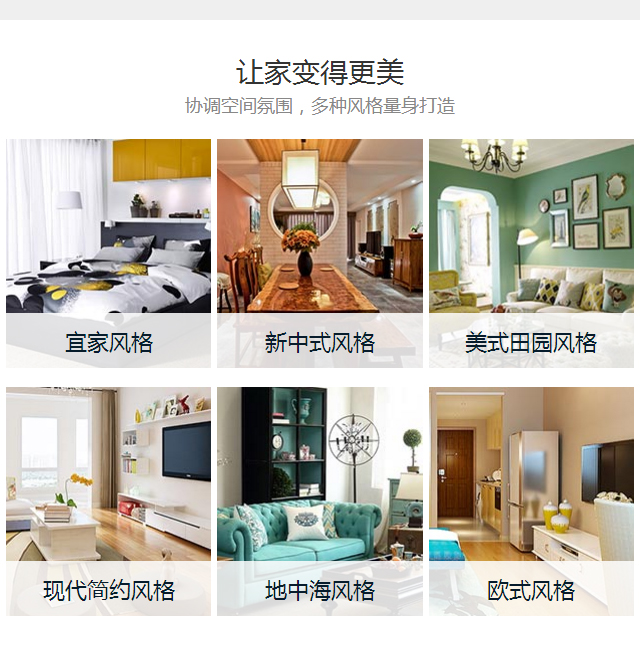 让家变得更美
协调空间氛围，多种风格量身打造
宜家风格
新中式风格
美式田园风格
现代简约风格
地中海风格
欧式风格